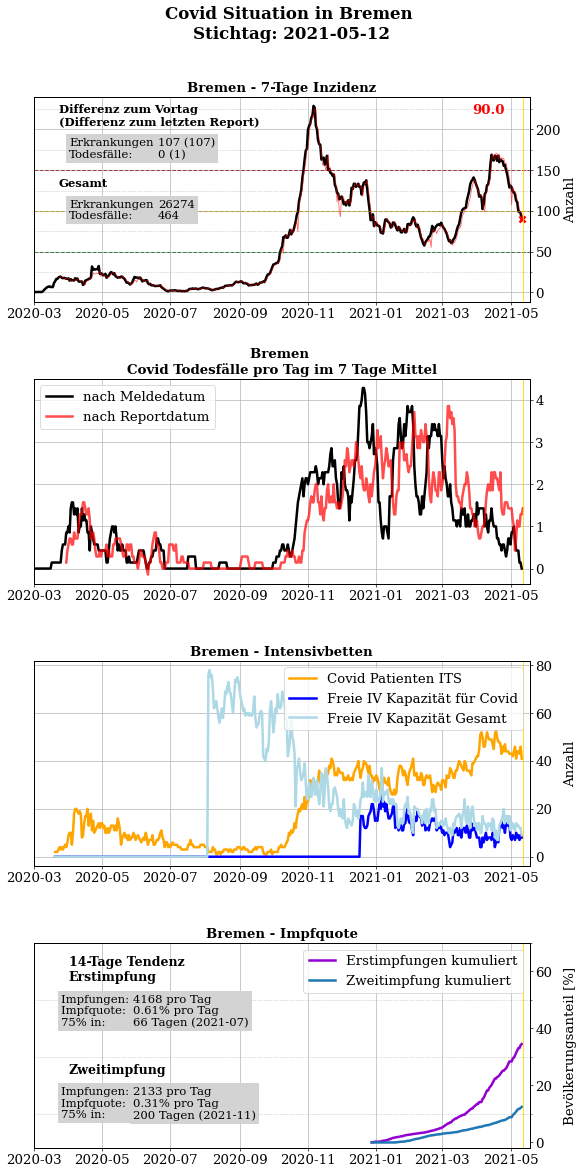 Covid Situation in Bremen
Stichtag: 2021-05-12
Bremen - 7-Tage Inzidenz
Differenz zum Vortag
(Differenz zum letzten Report)
Erkrankungen 107 (107)
Todesfälle: 0 (1)
Gesamt
Erkrankungen 26274
Todesfälle: 464
90.0
200
150
100
50
0
Anzahl
2020-03 2020-05 2020-07 2020-09 2020-11 2021-01 2021-03 2021-05
Bremen
Covid Todesfälle pro Tag im 7 Tage Mittel
nach Meldedatum
nach Reportdatum
4
3
2
1
0
2020-03 2020-05 2020-07 2020-09 2020-11 2021-01 2021-03 2021-05
Bremen - Intensivbetten
Covid Patienten ITS
Freie IV Kapazität für Covid
Freie IV Kapazität Gesamt
80
60
40
20
0
Anzahl
2020-03 2020-05 2020-07 2020-09 2020-11 2021-01 2021-03 2021-05
Bremen - Impfquote
14-Tage Tendenz
Erstimpfung
Impfungen: 4168 pro Tag
Impfquote: 0.61% pro Tag
75% in: 66 Tagen (2021-07)
Zweitimpfung
Impfungen: 2133 pro Tag
Impfquote: 0.31% pro Tag
75% in: 200 Tagen (2021-11)
Erstimpfungen kumuliert
Zweitimpfung kumuliert
60
40
20
0
Bevölkerungsanteil [%]
2020-03 2020-05 2020-07 2020-09 2020-11 2021-01 2021-03 2021-05